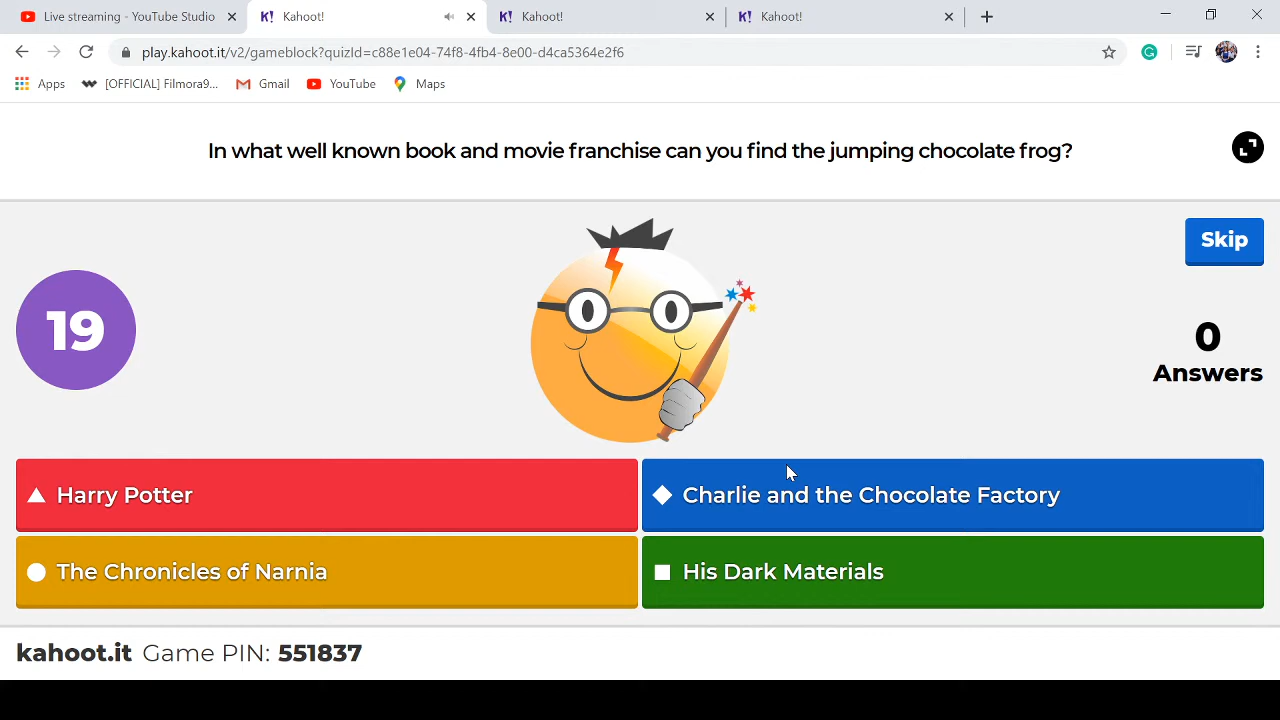 Live streaming - YouTube Studio
Kahoot!
Kahoot!
Kahoot!
play.kahoot.it/v2/gameblock?quizId=c88e1e04-74f8-4fb4-8e00-d4ca5364e2f6
Apps
[OFFICIAL] Filmora9...
Gmail
YouTube
Maps
In what well known book and movie franchise can you find the jumping chocolate frog?
Skip
19
0
Answers
Harry Potter
Charlie and the Chocolate Factory
The Chronicles of Narnia
His Dark Materials
kahoot.it Game PIN: 551837